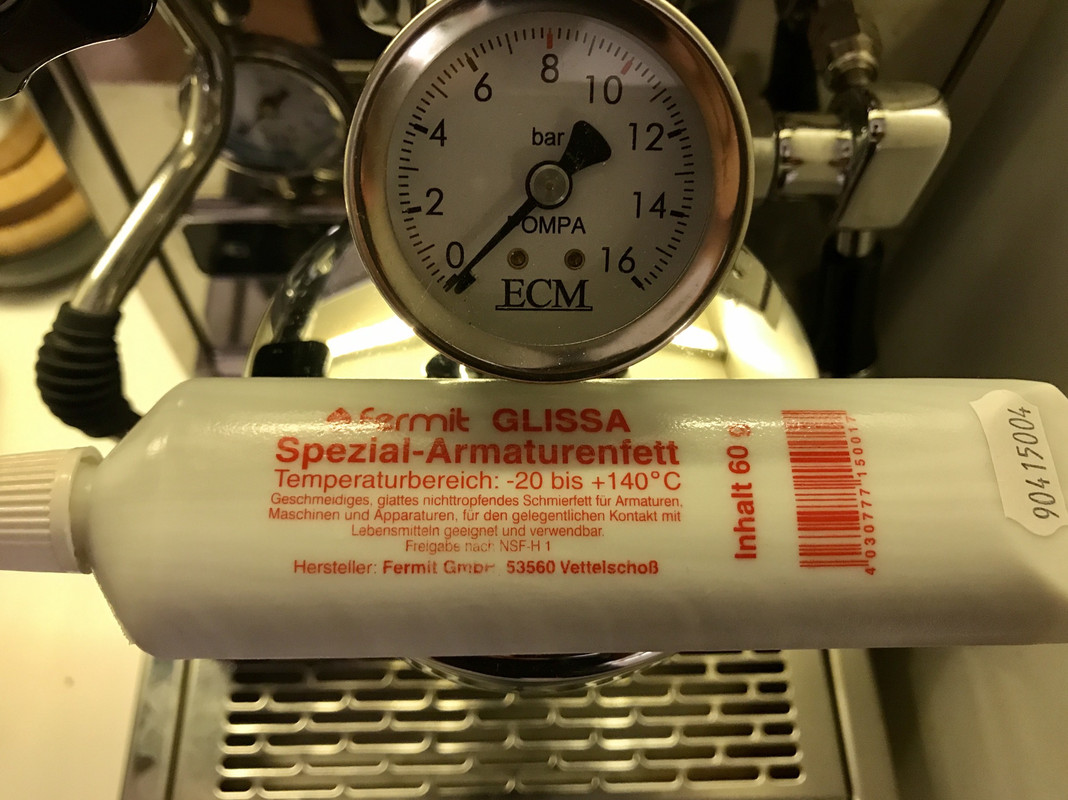 0
2
4
6
8
10
12
14
16
bar
POMPA
ECM
fermit GLISSA
Spezial-Armaturenfett
Temperaturbereich: -20 bis +140°C
Geschmeidiges, glattes nichttropfendes Schmierfett für Armaturen,
Maschinen und Apparaturen, für den gelegentlichen Kontakt mit
Lebensmitteln geeignet und verwendbar.
Freigabe nach NSF-H 1
Hersteller: Fermit GmbH 53560 Vettelschoß
Inhalt 60 g
4 030777 150017
90415004